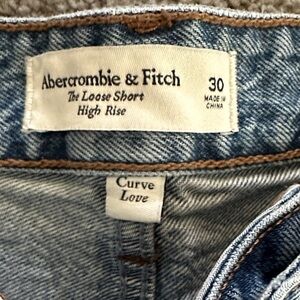 Abercrombie & Fitch
The Loose Short
High Rise
30
MADE IN
CHINA
Curve
Love